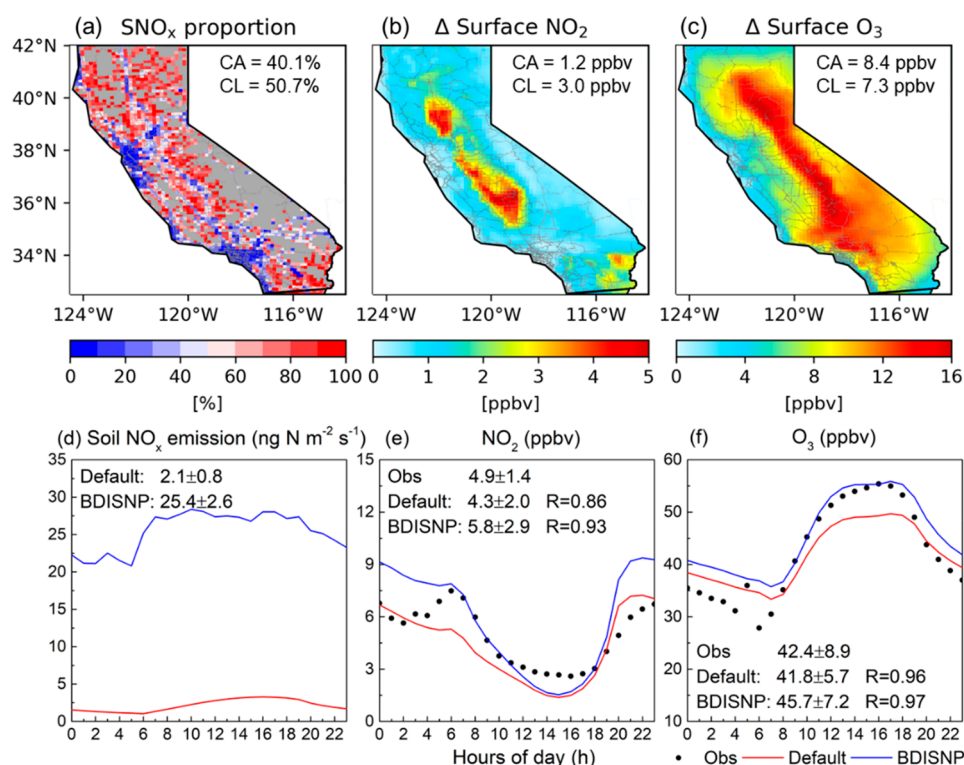 (a) SNOₓ proportion
CA = 40.1%
CL = 50.7%
42°N
40°N
38°N
36°N
34°N
124°W 120°W 116°W
0 20 40 60 80 100
[%]
(b) Δ Surface NO₂
CA = 1.2 ppbv
CL = 3.0 ppbv
124°W 120°W 116°W
0 1 2 3 4 5
[ppbv]
(c) Δ Surface O₃
CA = 8.4 ppbv
CL = 7.3 ppbv
124°W 120°W 116°W
0 4 8 12 16
[ppbv]
(d) Soil NOₓ emission (ng N m⁻² s⁻¹)
Default: 2.1±0.8
BDISNP: 25.4±2.6
35
30
25
20
15
10
5
0
0 2 4 6 8 10 12 14 16 18 20 22
(e) NO₂ (ppbv)
Obs 4.9±1.4
Default: 4.3±2.0 R=0.86
BDISNP: 5.8±2.9 R=0.93
15
12
9
6
3
0
0 2 4 6 8 10 12 14 16 18 20 22
Hours of day (h)
(f) O₃ (ppbv)
60
50
40
30
20
10
Obs 42.4±8.9
Default: 41.8±5.7 R=0.96
BDISNP: 45.7±7.2 R=0.97
0 2 4 6 8 10 12 14 16 18 20 22
Obs Default BDISNP